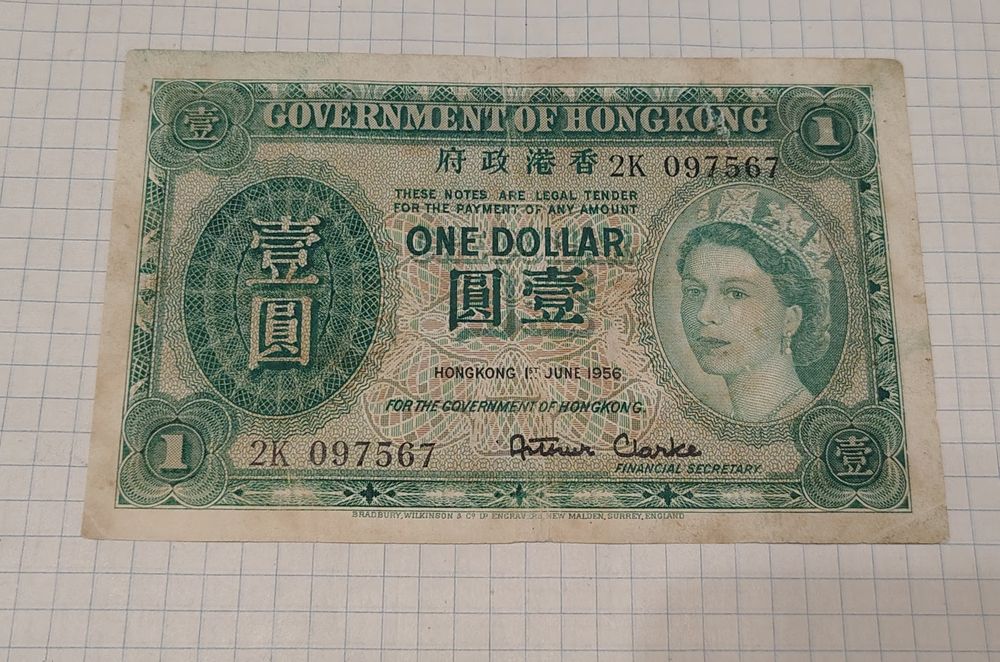 壹
GOVERNMENT OF HONGKONG
1
府政港香
2K 097567
THESE NOTES ARE LEGAL TENDER
FOR THE PAYMENT OF ANY AMOUNT
ONE DOLLAR
圓壹
壹
圓
HONGKONG 1ST JUNE 1956
FOR THE GOVERNMENT OF HONGKONG.
1
2K 097567
Arthur Clarke
FINANCIAL SECRETARY.
壹
BRADBURY, WILKINSON & Co. LD ENGRAVERS, NEW MALDEN, SURREY, ENGLAND